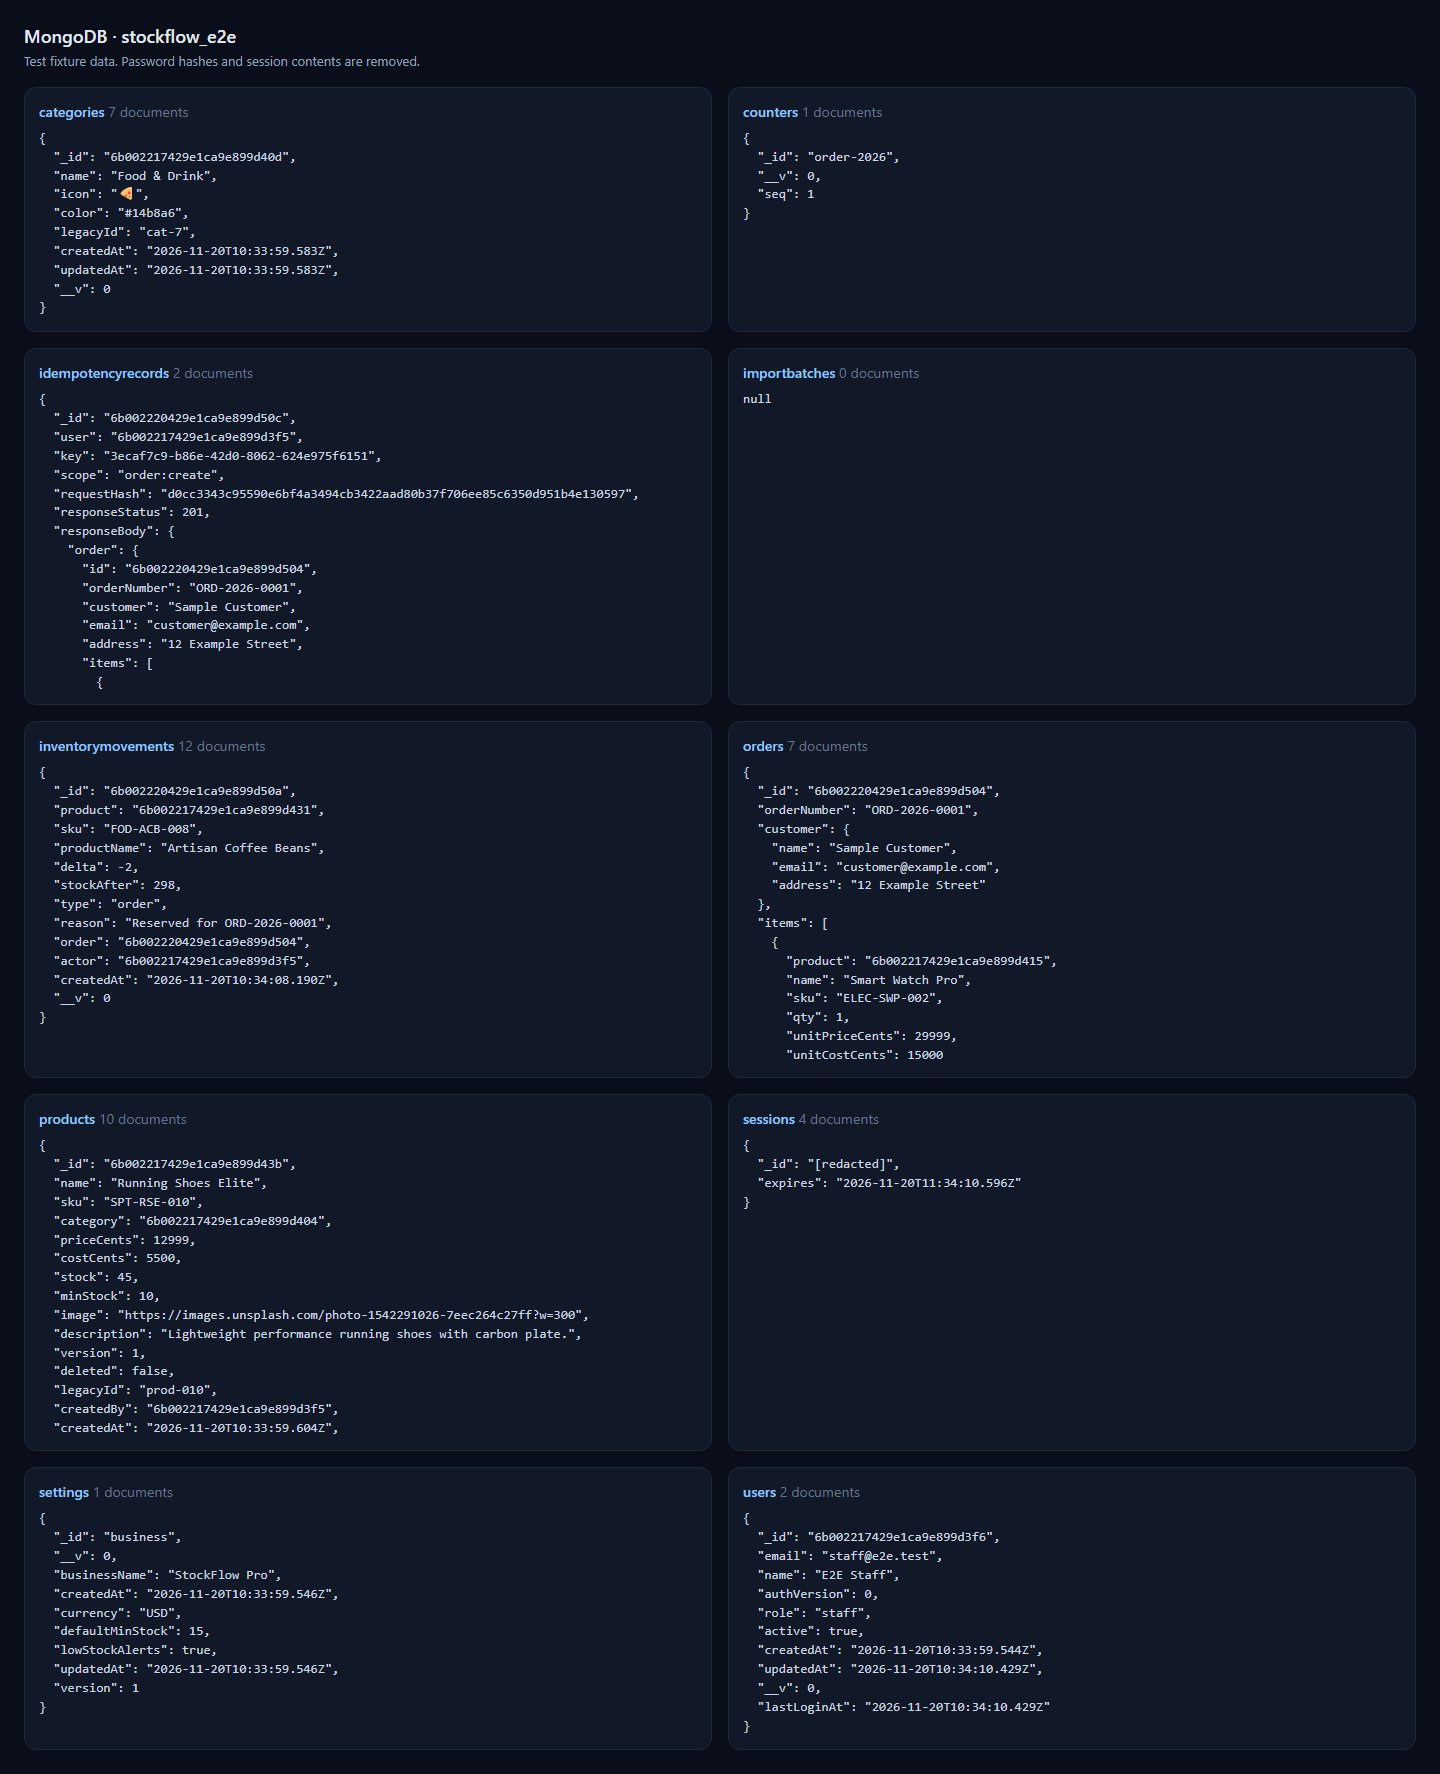 MongoDB · stockflow_e2e
Test fixture data. Password hashes and session contents are removed.
categories 7 documents
{
  "_id": "6b002217429e1ca9e899d40d",
  "name": "Food & Drink",
  "icon": "🍕",
  "color": "#14b8a6",
  "legacyId": "cat-7",
  "createdAt": "2026-11-20T10:33:59.583Z",
  "updatedAt": "2026-11-20T10:33:59.583Z",
  "__v": 0
}
counters 1 documents
{
  "_id": "order-2026",
  "__v": 0,
  "seq": 1
}
idempotencyrecords 2 documents
{
  "_id": "6b002220429e1ca9e899d50c",
  "user": "6b002217429e1ca9e899d3f5",
  "key": "3ecaf7c9-b86e-42d0-8062-624e975f6151",
  "scope": "order:create",
  "requestHash": "d0cc3343c95590e6bf4a3494cb3422aad80b37f706ee85c6350d951b4e130597",
  "responseStatus": 201,
  "responseBody": {
    "order": {
      "id": "6b002220429e1ca9e899d504",
      "orderNumber": "ORD-2026-0001",
      "customer": "Sample Customer",
      "email": "customer@example.com",
      "address": "12 Example Street",
      "items": [
        {
importbatches 0 documents
null
inventorymovements 12 documents
{
  "_id": "6b002220429e1ca9e899d50a",
  "product": "6b002217429e1ca9e899d431",
  "sku": "FOD-ACB-008",
  "productName": "Artisan Coffee Beans",
  "delta": -2,
  "stockAfter": 298,
  "type": "order",
  "reason": "Reserved for ORD-2026-0001",
  "order": "6b002220429e1ca9e899d504",
  "actor": "6b002217429e1ca9e899d3f5",
  "createdAt": "2026-11-20T10:34:08.190Z",
  "__v": 0
}
orders 7 documents
{
  "_id": "6b002220429e1ca9e899d504",
  "orderNumber": "ORD-2026-0001",
  "customer": {
    "name": "Sample Customer",
    "email": "customer@example.com",
    "address": "12 Example Street"
  },
  "items": [
    {
      "product": "6b002217429e1ca9e899d415",
      "name": "Smart Watch Pro",
      "sku": "ELEC-SWP-002",
      "qty": 1,
      "unitPriceCents": 29999,
      "unitCostCents": 15000
products 10 documents
{
  "_id": "6b002217429e1ca9e899d43b",
  "name": "Running Shoes Elite",
  "sku": "SPT-RSE-010",
  "category": "6b002217429e1ca9e899d404",
  "priceCents": 12999,
  "costCents": 5500,
  "stock": 45,
  "minStock": 10,
  "image": "https://images.unsplash.com/photo-1542291026-7eec264c27ff?w=300",
  "description": "Lightweight performance running shoes with carbon plate.",
  "version": 1,
  "deleted": false,
  "legacyId": "prod-010",
  "createdBy": "6b002217429e1ca9e899d3f5",
  "createdAt": "2026-11-20T10:33:59.604Z",
sessions 4 documents
{
  "_id": "[redacted]",
  "expires": "2026-11-20T11:34:10.596Z"
}
settings 1 documents
{
  "_id": "business",
  "__v": 0,
  "businessName": "StockFlow Pro",
  "createdAt": "2026-11-20T10:33:59.546Z",
  "currency": "USD",
  "defaultMinStock": 15,
  "lowStockAlerts": true,
  "updatedAt": "2026-11-20T10:33:59.546Z",
  "version": 1
}
users 2 documents
{
  "_id": "6b002217429e1ca9e899d3f6",
  "email": "staff@e2e.test",
  "name": "E2E Staff",
  "authVersion": 0,
  "role": "staff",
  "active": true,
  "createdAt": "2026-11-20T10:33:59.544Z",
  "updatedAt": "2026-11-20T10:34:10.429Z",
  "__v": 0,
  "lastLoginAt": "2026-11-20T10:34:10.429Z"
}